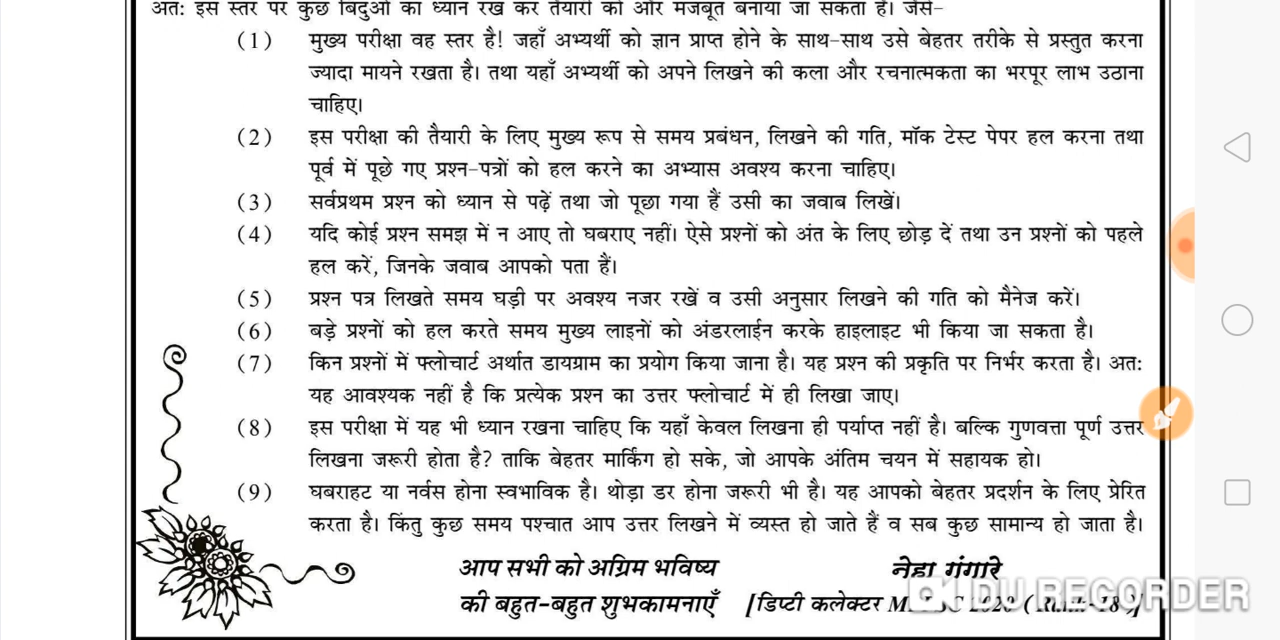 अतः इस स्तर पर कुछ बिंदुओं का ध्यान रख कर तैयारी को और मजबूत बनाया जा सकता है। जैसे-
(1) मुख्य परीक्षा वह स्तर है! जहाँ अभ्यर्थी को ज्ञान प्राप्त होने के साथ-साथ उसे बेहतर तरीके से प्रस्तुत करना
ज्यादा मायने रखता है। तथा यहाँ अभ्यर्थी को अपने लिखने की कला और रचनात्मकता का भरपूर लाभ उठाना
चाहिए।
(2) इस परीक्षा की तैयारी के लिए मुख्य रूप से समय प्रबंधन, लिखने की गति, मॉक टेस्ट पेपर हल करना तथा
पूर्व में पूछे गए प्रश्न-पत्रों को हल करने का अभ्यास अवश्य करना चाहिए।
(3) सर्वप्रथम प्रश्न को ध्यान से पढ़ें तथा जो पूछा गया हैं उसी का जवाब लिखें।
(4) यदि कोई प्रश्न समझ में न आए तो घबराए नहीं। ऐसे प्रश्नों को अंत के लिए छोड़ दें तथा उन प्रश्नों को पहले
हल करें, जिनके जवाब आपको पता हैं।
(5) प्रश्न पत्र लिखते समय घड़ी पर अवश्य नजर रखें व उसी अनुसार लिखने की गति को मैनेज करें।
(6) बड़े प्रश्नों को हल करते समय मुख्य लाइनों को अंडरलाईन करके हाइलाइट भी किया जा सकता है।
(7) किन प्रश्नों में फ्लोचार्ट अर्थात डायग्राम का प्रयोग किया जाना है। यह प्रश्न की प्रकृति पर निर्भर करता है। अतः
यह आवश्यक नहीं है कि प्रत्येक प्रश्न का उत्तर फ्लोचार्ट में ही लिखा जाए।
(8) इस परीक्षा में यह भी ध्यान रखना चाहिए कि यहाँ केवल लिखना ही पर्याप्त नहीं है। बल्कि गुणवत्ता पूर्ण उत्तर
लिखना जरूरी होता है? ताकि बेहतर मार्किंग हो सके, जो आपके अंतिम चयन में सहायक हो।
(9) घबराहट या नर्वस होना स्वभाविक है। थोड़ा डर होना जरूरी भी है। यह आपको बेहतर प्रदर्शन के लिए प्रेरित
करता है। किंतु कुछ समय पश्चात आप उत्तर लिखने में व्यस्त हो जाते हैं व सब कुछ सामान्य हो जाता है।
आप सभी को अग्रिम भविष्य
की बहुत-बहुत शुभकामनाएँ
नेहा गंगारे
[डिप्टी कलेक्टर
DU RECORDER